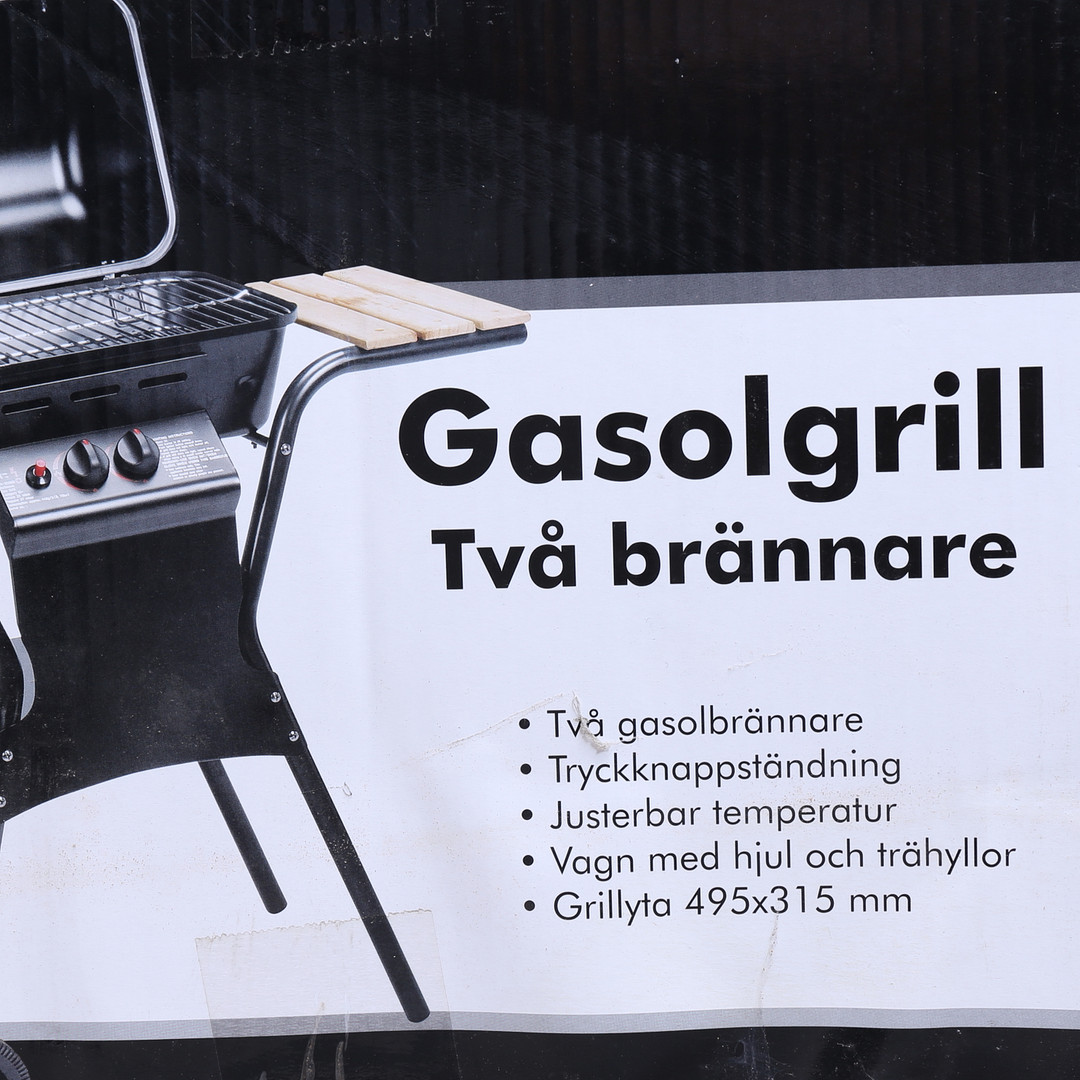 Gasolgrill
Två brännare
• Två gasolbrännare
• Tryckknappständning
• Justerbar temperatur
• Vagn med hjul och trähyllor
• Grillyta 495x315 mm